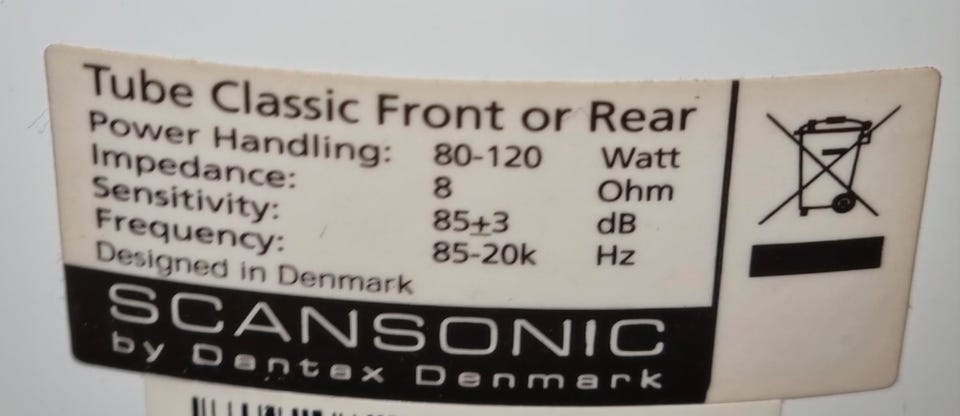 Tube Classic Front or Rear
Power Handling: 80-120 Watt
Impedance: 8 Ohm
Sensitivity: 85±3 dB
Frequency: 85-20k Hz
Designed in Denmark
SCANSONIC
by Dantax Denmark